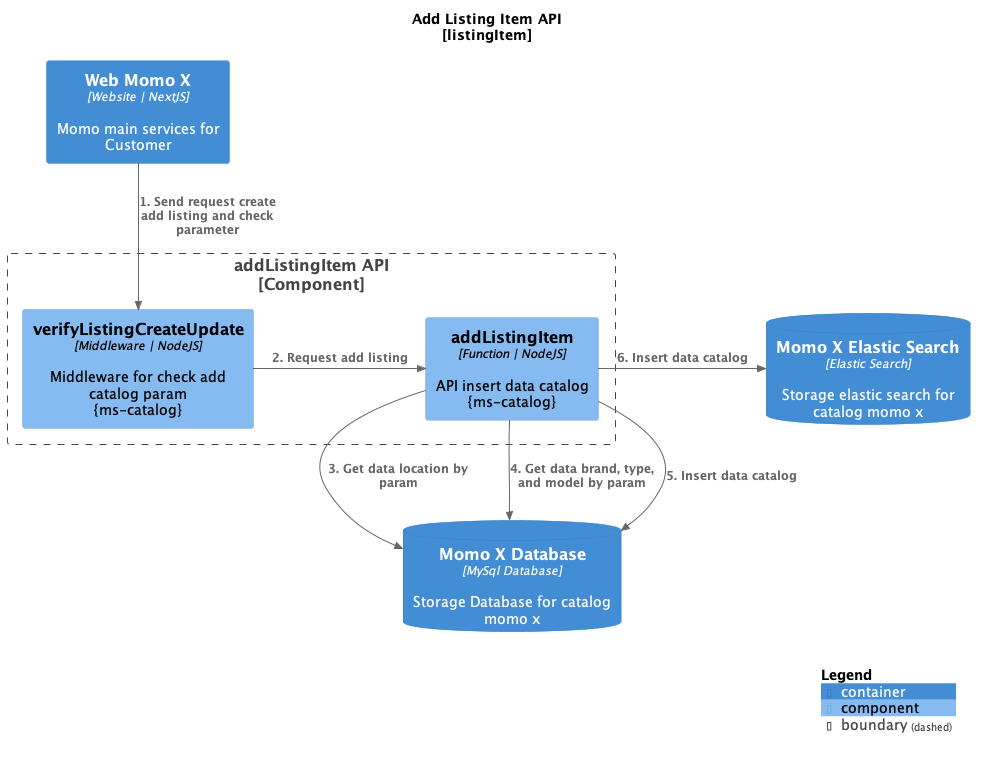 Add Listing Item API
[listingItem]
Web Momo X
[Website | NextJS]
Momo main services for
Customer
1. Send request create
add listing and check
parameter
addListingItem API
[Component]
verifyListingCreateUpdate
[Middleware | NodeJS]
Middleware for check add
catalog param
{ms-catalog}
2. Request add listing
addListingItem
[Function | NodeJS]
API insert data catalog
{ms-catalog}
6. Insert data catalog
Momo X Elastic Search
[Elastic Search]
Storage elastic search for
catalog momo x
3. Get data location by
param
4. Get data brand, type,
and model by param
5. Insert data catalog
Momo X Database
[MySql Database]
Storage Database for catalog
momo x
Legend
container
component
boundary (dashed)